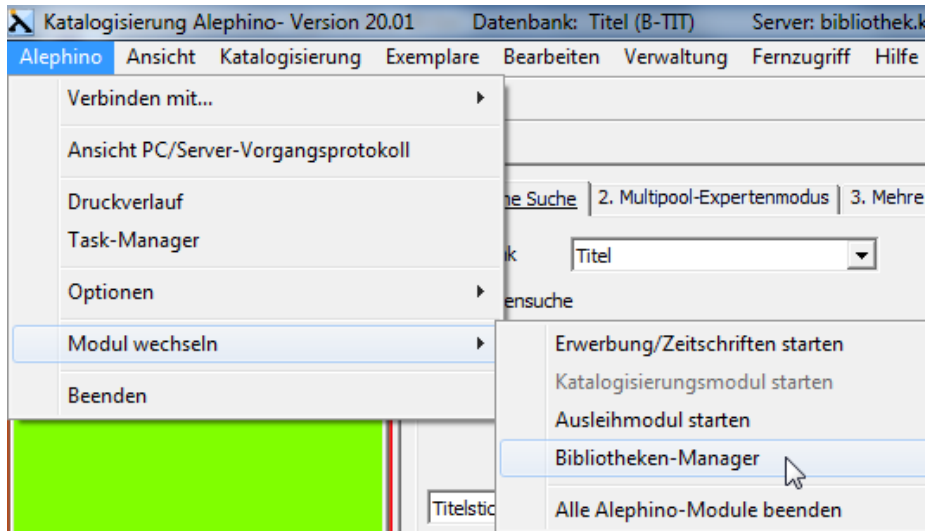 Katalogisierung Alephino- Version 20.01 Datenbank: Titel (B-TIT) Server: bibliothek.k
Alephino Ansicht Katalogisierung Exemplare Bearbeiten Verwaltung Fernzugriff Hilfe
Verbinden mit...
Ansicht PC/Server-Vorgangsprotokoll
Druckverlauf
Task-Manager
Optionen
Modul wechseln
Beenden
he Suche 2. Multipool-Expertenmodus 3. Mehre
Titel
ensuche
Erwerbung/Zeitschriften starten
Katalogisierungsmodul starten
Ausleihmodul starten
Bibliotheken-Manager
Alle Alephino-Module beenden
Titelstic